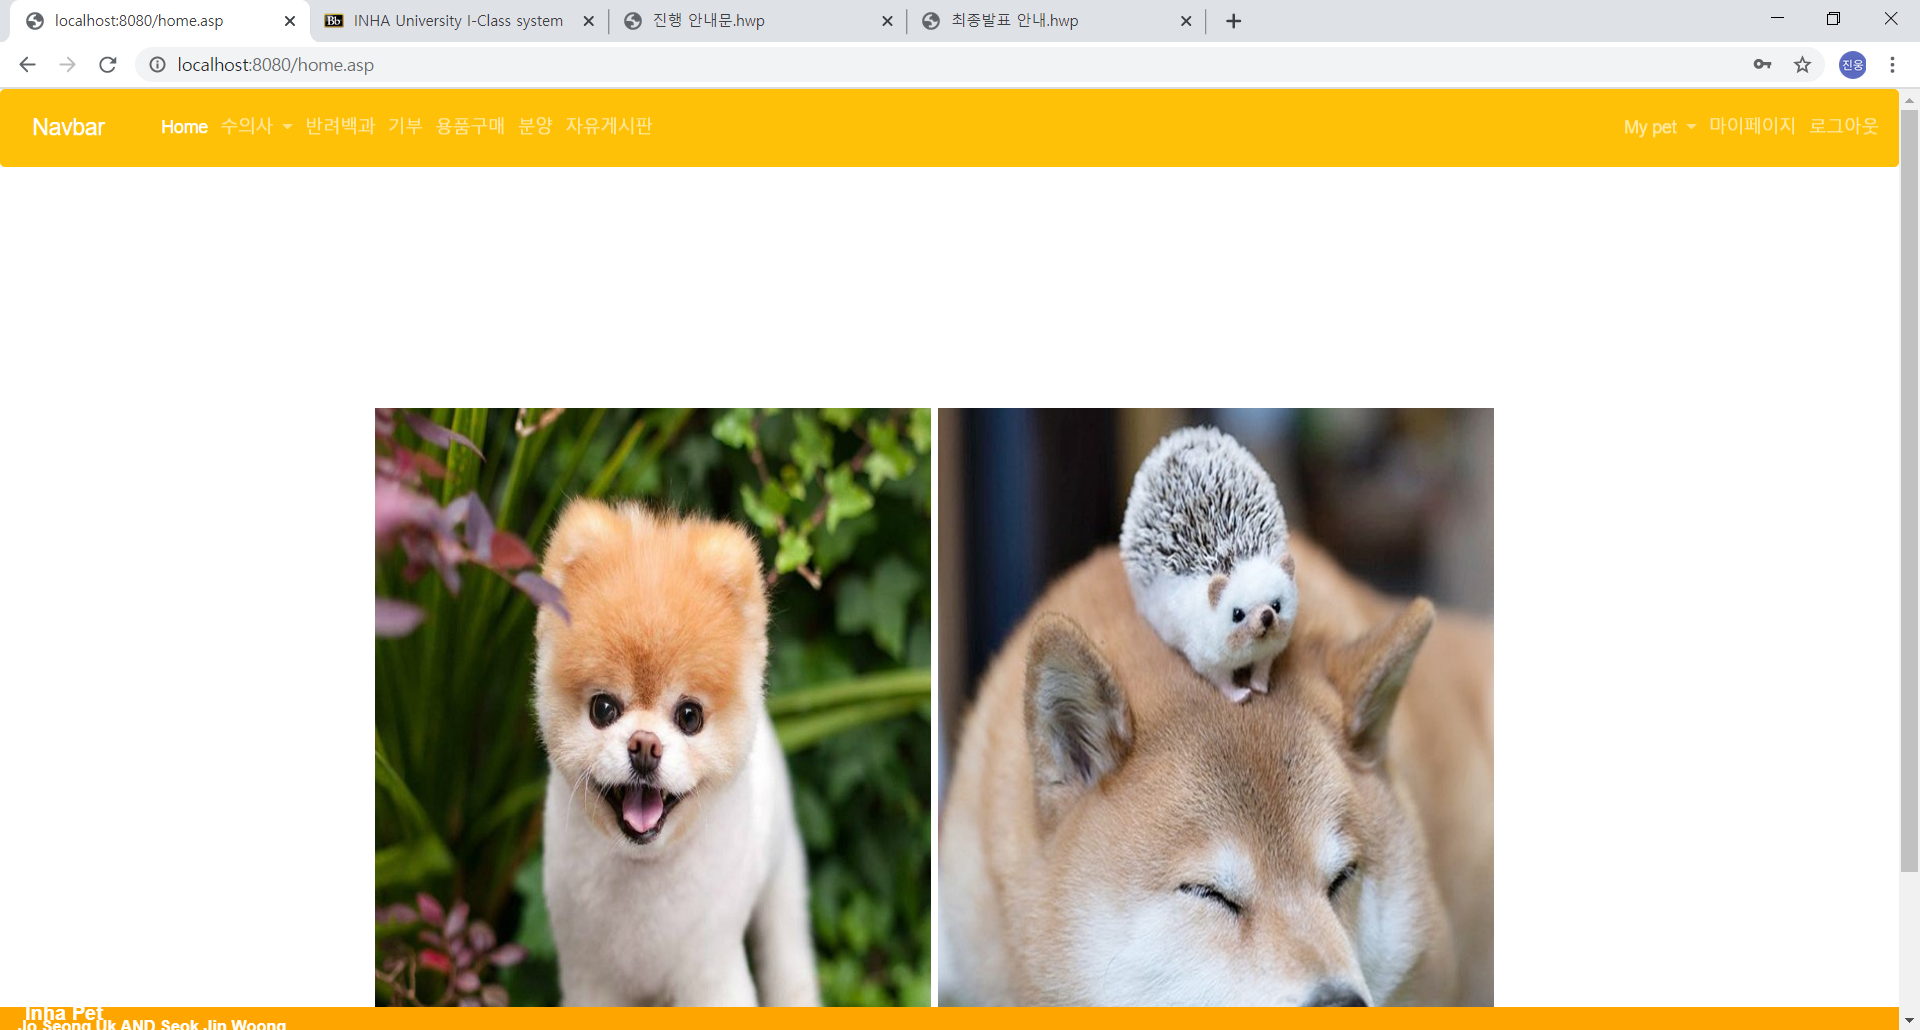 localhost:8080/home.asp
INHA University I-Class system
진행 안내문.hwp
최종발표 안내.hwp
localhost:8080/home.asp
진웅
Navbar Home 수의사 반려백과 기부 용품구매 분양 자유게시판 My pet 마이페이지 로그아웃
Inha Pet
Jo Seong Uk AND Seok Jin Woong